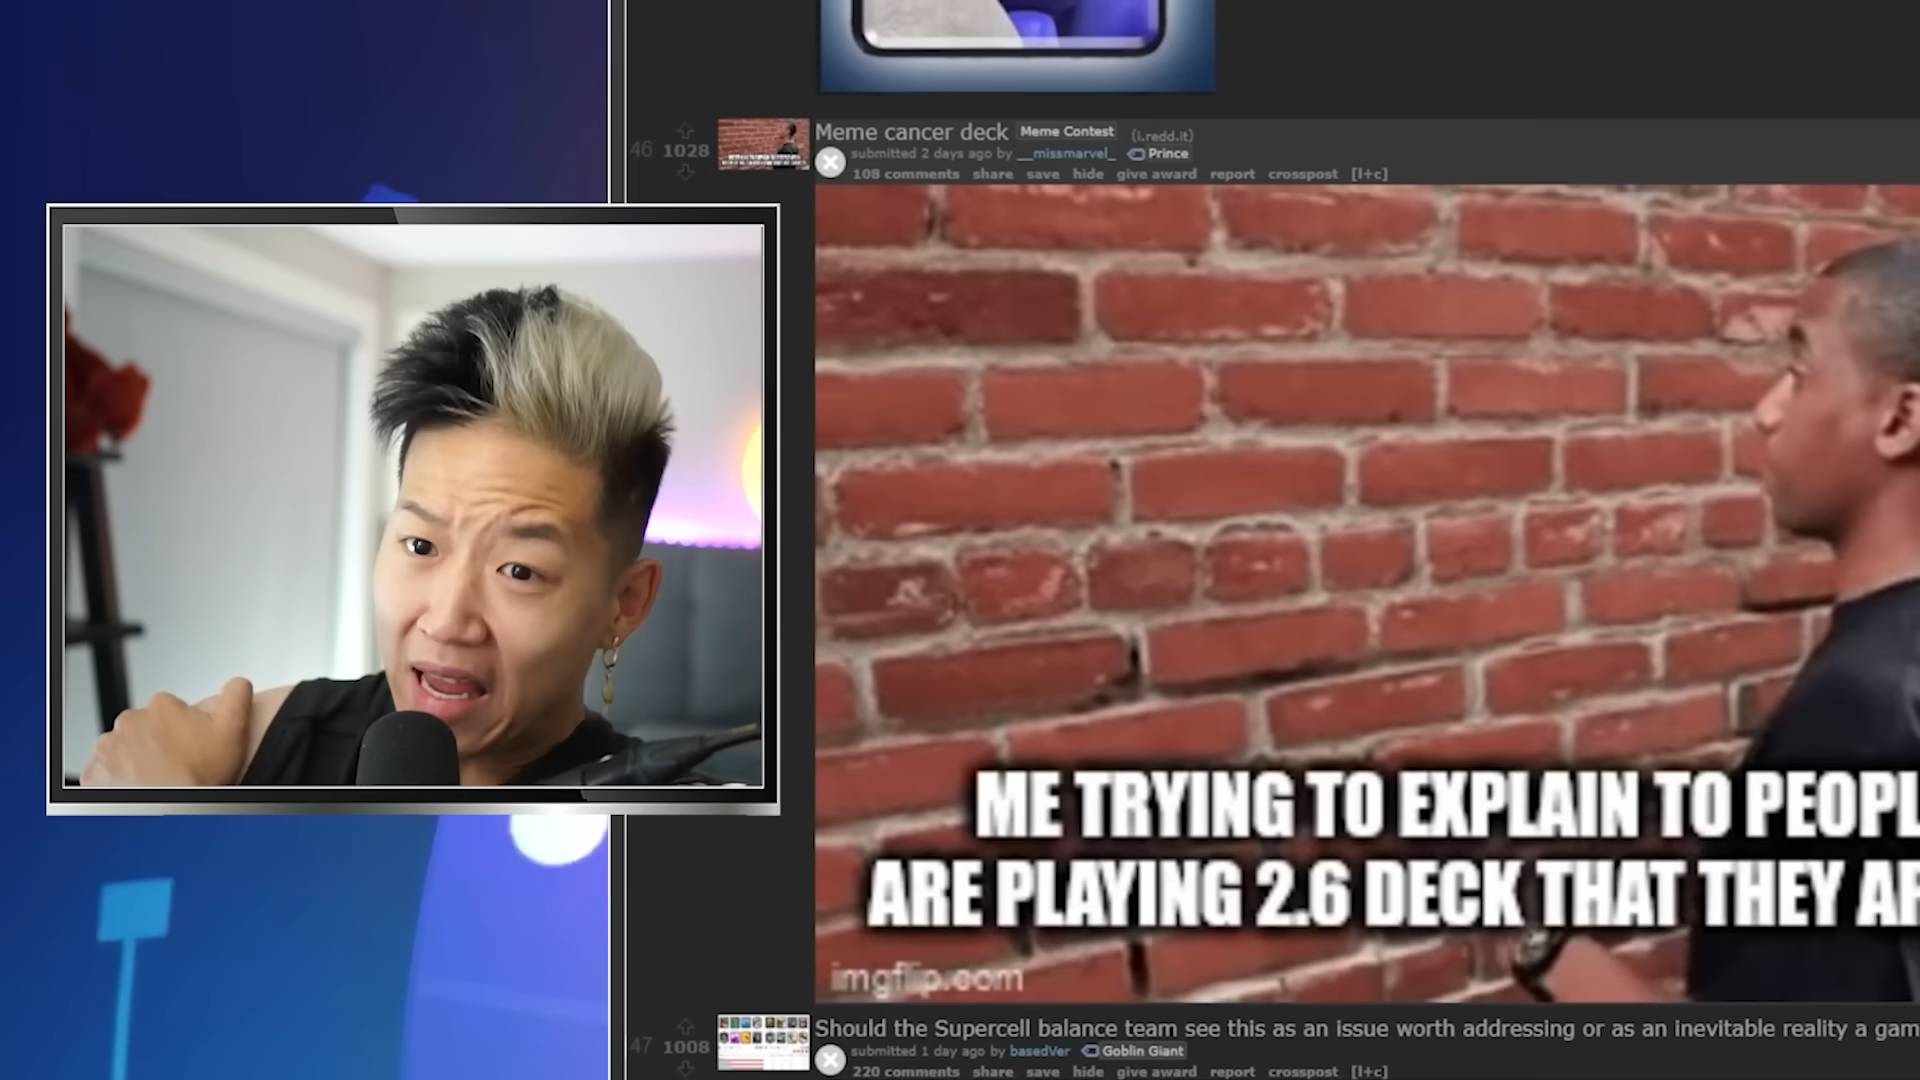 46
1028
Meme cancer deck Meme Contest (i.redd.it)
submitted 2 days ago by __missmarvel_ Prince
108 comments share save hide give award report crosspost [l+c]
ME TRYING TO EXPLAIN TO PEOPL
ARE PLAYING 2.6 DECK THAT THEY AR
imgflip.com
47
1008
Should the Supercell balance team see this as an issue worth addressing or as an inevitable reality a gam
submitted 1 day ago by basedVer Goblin Giant
220 comments share save hide give award report crosspost [l+c]